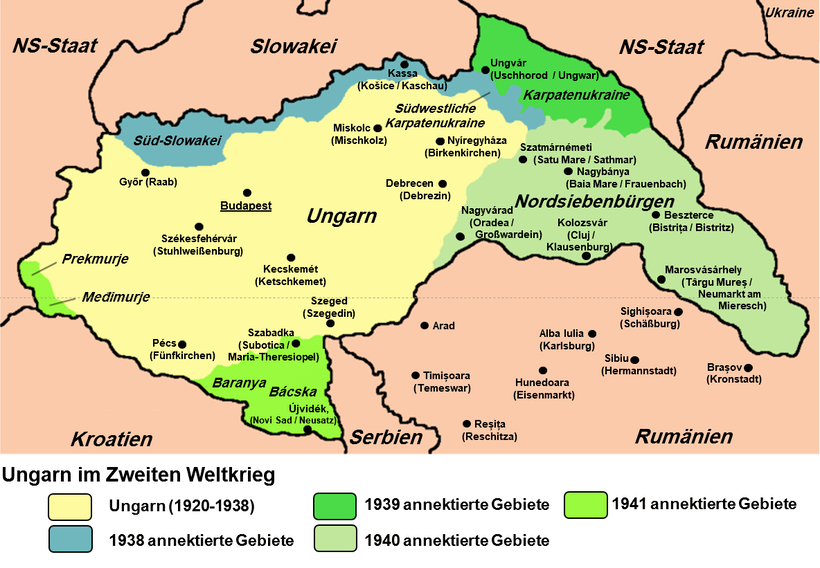 Ukraine
NS-Staat
Slowakei
NS-Staat
Ungvár
(Uschhorod / Ungwar)
Kassa
(Košice / Kaschau)
Karpatenukraine
Südwestliche
Karpatenukraine
Süd-Slowakei
Miskolc
(Mischkolz)
Nyíregyháza
(Birkenkirchen)
Rumänien
Szatmárnémeti
(Satu Mare / Sathmar)
Nagybánya
(Baia Mare / Frauenbach)
Győr (Raab)
Debrecen
(Debrezin)
Budapest
Ungarn
Nordsiebenbürgen
Nagyvárad
(Oradea /
Großwardein)
Kolozsvár
(Cluj /
Klausenburg)
Beszterce
(Bistrița / Bistritz)
Székesfehérvár
(Stuhlweißenburg)
Prekmurje
Kecskemét
(Ketschkemet)
Marosvásárhely
(Târgu Mureș /
Neumarkt am
Mieresch)
Međimurje
Szeged
(Szegedin)
Sighișoara
(Schäßburg)
Arad
Alba Iulia
(Karlsburg)
Pécs
(Fünfkirchen)
Szabadka
(Subotica /
Maria-Theresiopel)
Sibiu
(Hermannstadt)
Brașov
(Kronstadt)
Timișoara
(Temeswar)
Hunedoara
(Eisenmarkt)
Baranya
Bácska
Újvidék,
(Novi Sad / Neusatz)
Reșița
(Reschitza)
Kroatien
Serbien
Rumänien
Ungarn im Zweiten Weltkrieg
Ungarn (1920-1938)
1939 annektierte Gebiete
1941 annektierte Gebiete
1938 annektierte Gebiete
1940 annektierte Gebiete